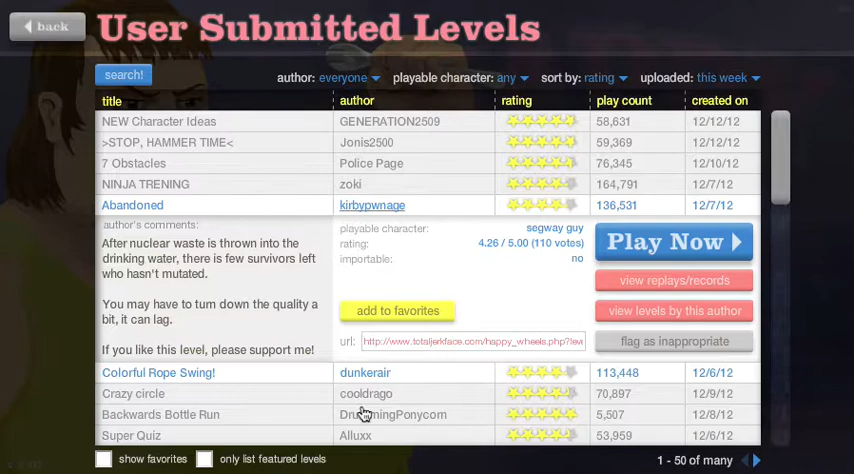 back
User Submitted Levels
search!
author: everyone playable character: any sort by: rating uploaded: this week
title author rating play count created on
NEW Character Ideas GENERATION2509 58,631 12/12/12
>STOP, HAMMER TIME< Jonis2500 59,369 12/12/12
7 Obstacles Police Page 76,345 12/10/12
NINJA TRENING zoki 164,791 12/7/12
Abandoned kirbypwnage 136,531 12/7/12
author's comments:
After nuclear waste is thrown into the
drinking water, there is few survivors left
who hasn't mutated.
You may have to turn down the quality a
bit, it can lag.
If you like this level, please support me!
playable character: segway guy
rating: 4.26 / 5.00 (110 votes)
importable: no
add to favorites
url: http://www.totaljerkface.com/happy_wheels.php?leve
Play Now
view replays/records
view levels by this author
flag as inappropriate
Colorful Rope Swing! dunkerair 113,448 12/6/12
Crazy circle cooldrago 70,897 12/9/12
Backwards Bottle Run 5,507 12/8/12
Super Quiz Alluxx 53,959 12/6/12
show favorites only list featured levels 1 - 50 of many